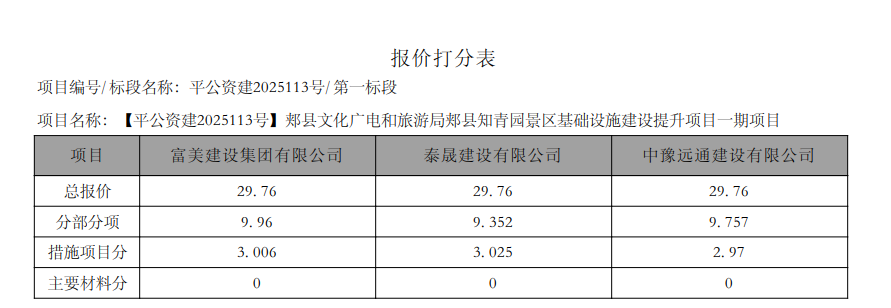 报价打分表
项目编号/标段名称：平公资建2025113号/第一标段
项目名称：【平公资建2025113号】郏县文化广电和旅游局郏县知青园景区基础设施建设提升项目一期项目
项目 富美建设集团有限公司 泰晟建设有限公司 中豫远通建设有限公司
总报价 29.76 29.76 29.76
分部分项 9.96 9.352 9.757
措施项目分 3.006 3.025 2.97
主要材料分 0 0 0